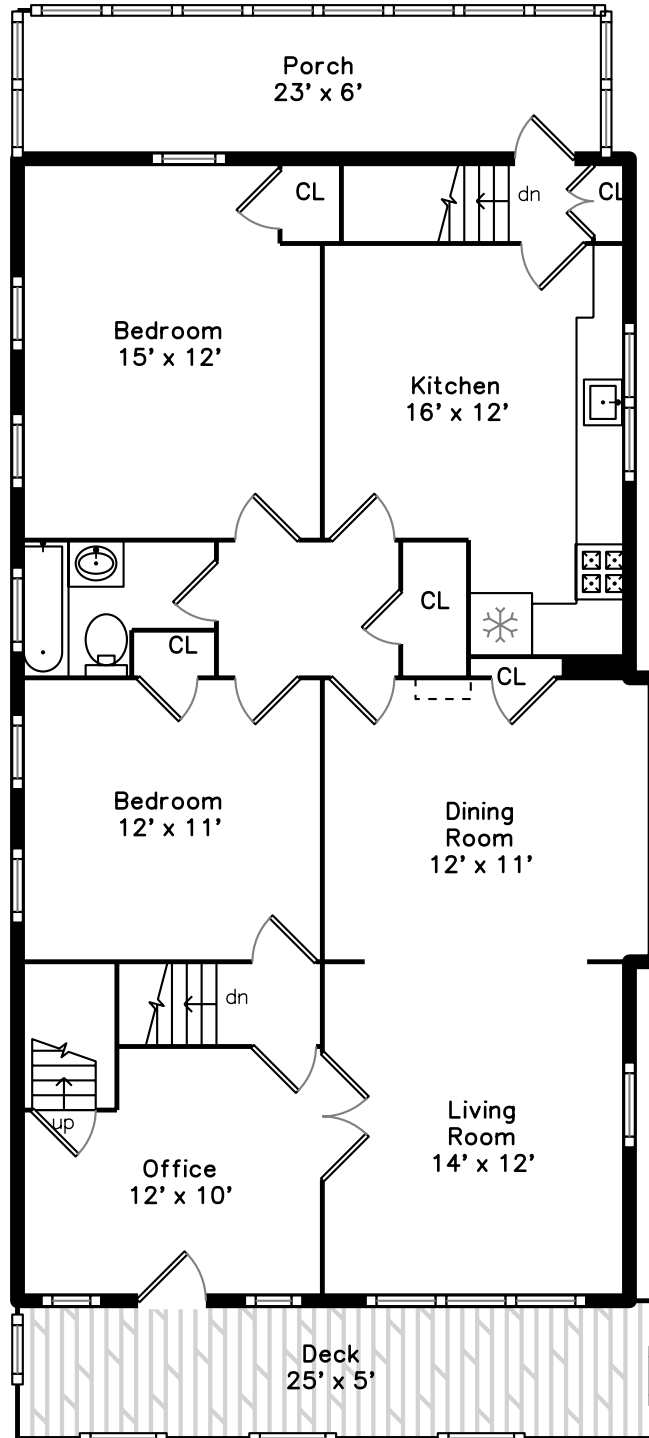 Porch
23' x 6'
CL
dn
CL
Bedroom
15' x 12'
Kitchen
16' x 12'
CL
CL
CL
Bedroom
12' x 11'
Dining
Room
12' x 11'
dn
up
Living
Room
14' x 12'
Office
12' x 10'
Deck
25' x 5'